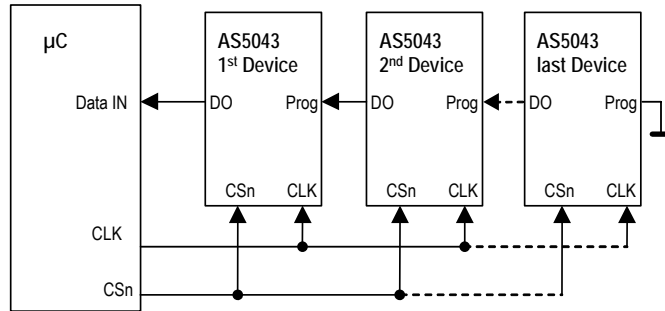 µC
AS5043
1st Device
AS5043
2nd Device
AS5043
last Device
Data IN
DO
Prog
DO
Prog
DO
Prog
CSn
CLK
CSn
CLK
CSn
CLK
CLK
CSn